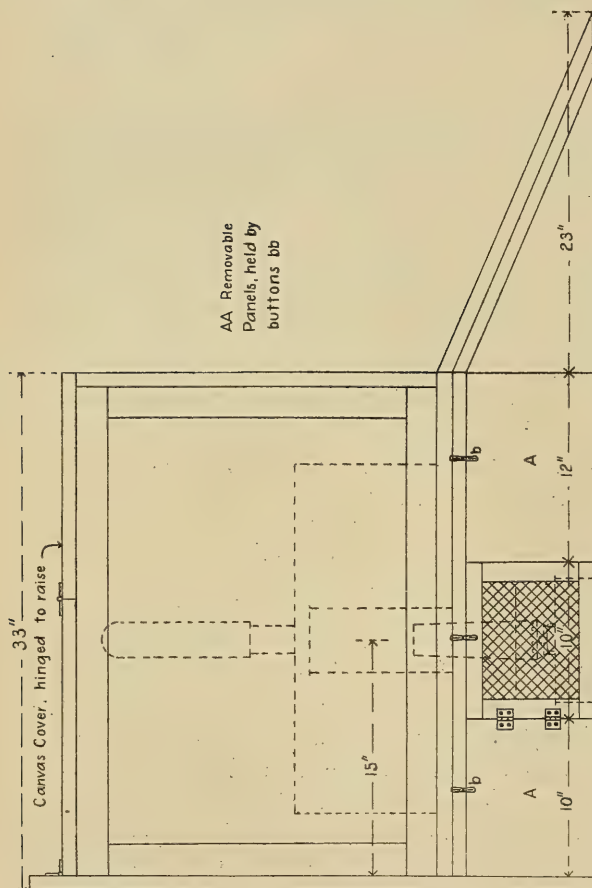 33"
Canvas Cover, hinged to raise
AA Removable
Panels, held by
buttons bb
23"
15"
b
A
12"
10"
b
A
10"